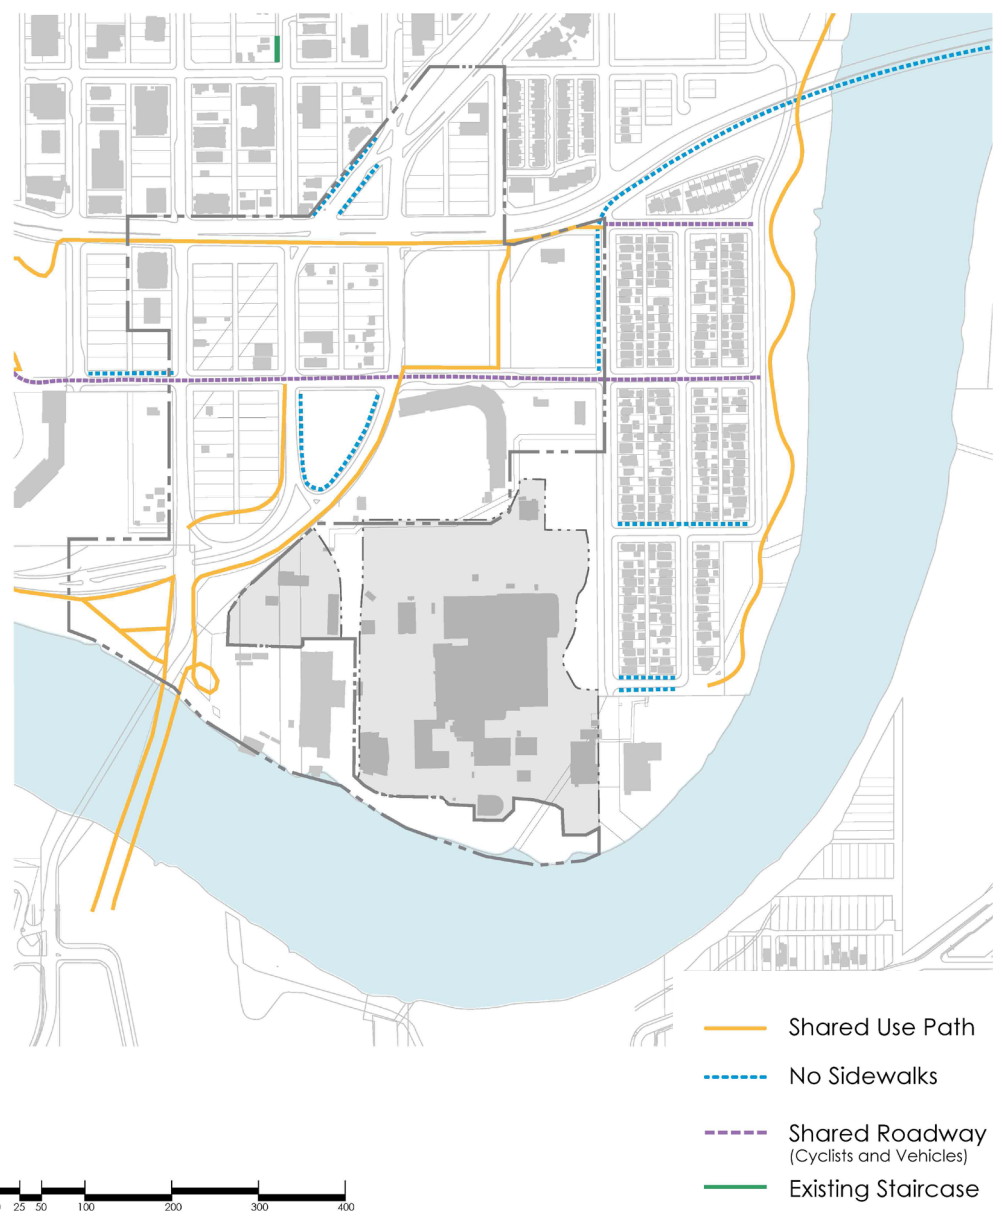 Shared Use Path
No Sidewalks
Shared Roadway
(Cyclists and Vehicles)
Existing Staircase
25 50 100 200 300 400